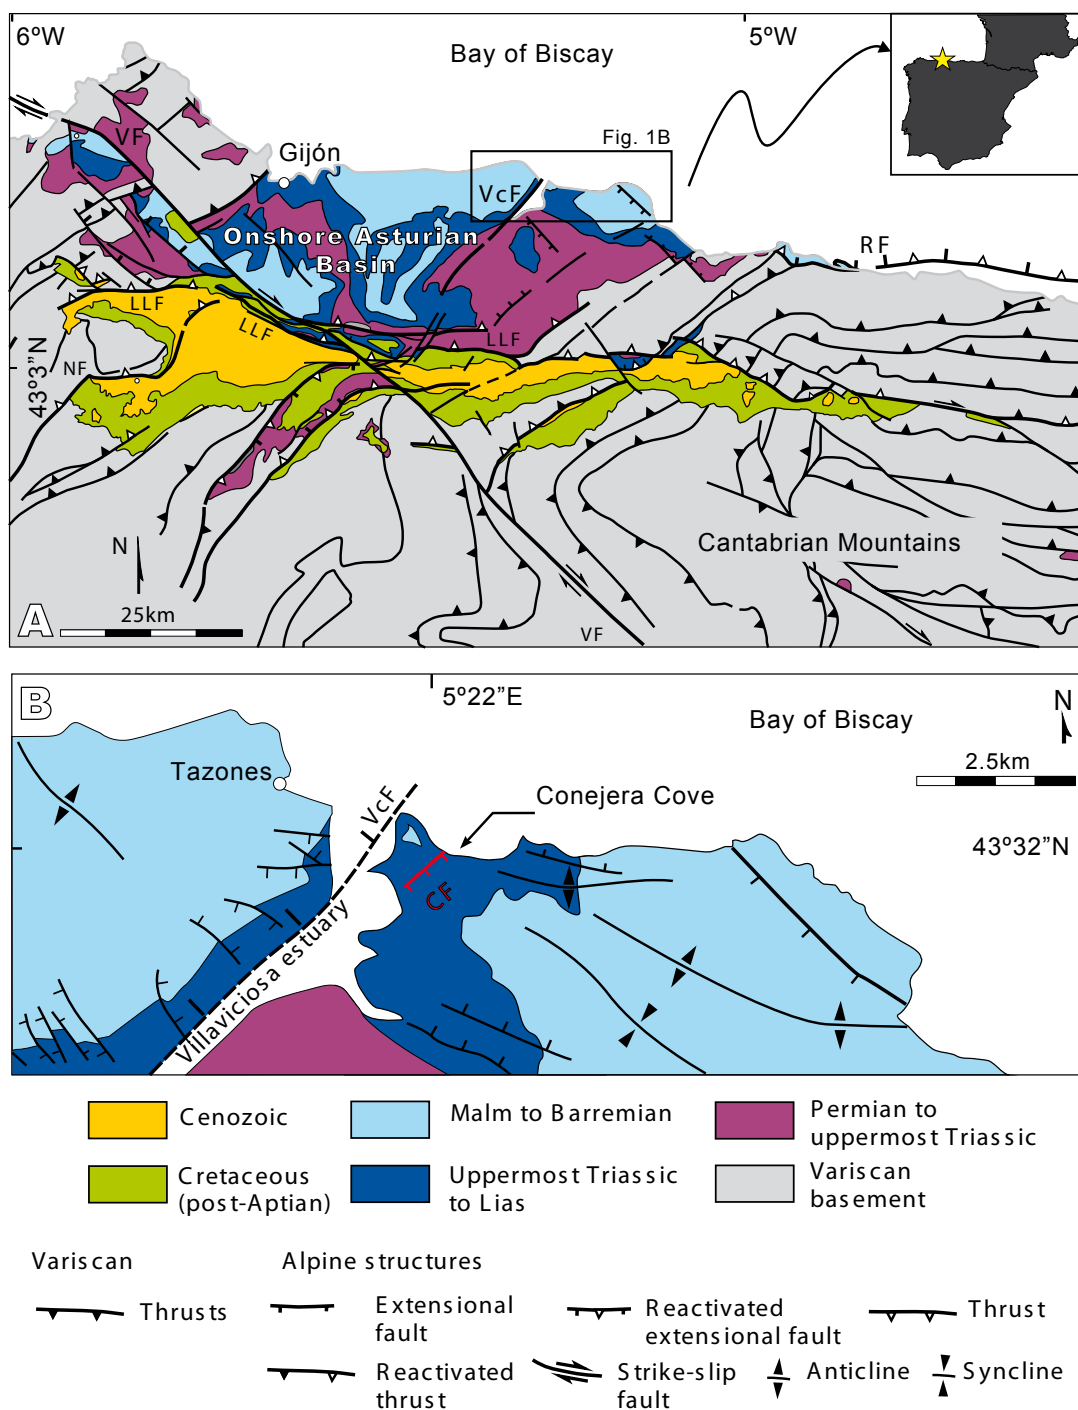 6ºW
5ºW
Bay of Biscay
Fig. 1B
VF
Gijón
VcF
RF
Onshore Asturian
Basin
LLF
LLF
LLF
NF
43º3"N
N
Cantabrian Mountains
25km
A
VF
B
5º22"E
N
Bay of Biscay
2.5km
Tazones
VcF
Conejera Cove
43º32"N
CF
Villaviciosa estuary
Cenozoic
Malm to Barremian
Permian to
uppermost Triassic
Cretaceous
(post-Aptian)
Uppermost Triassic
to Lias
Variscan
basement
Variscan
Alpine structures
Thrusts
Extensional
fault
Reactivated
extensional fault
Thrust
Reactivated
thrust
Strike-slip
fault
Anticline
Syncline